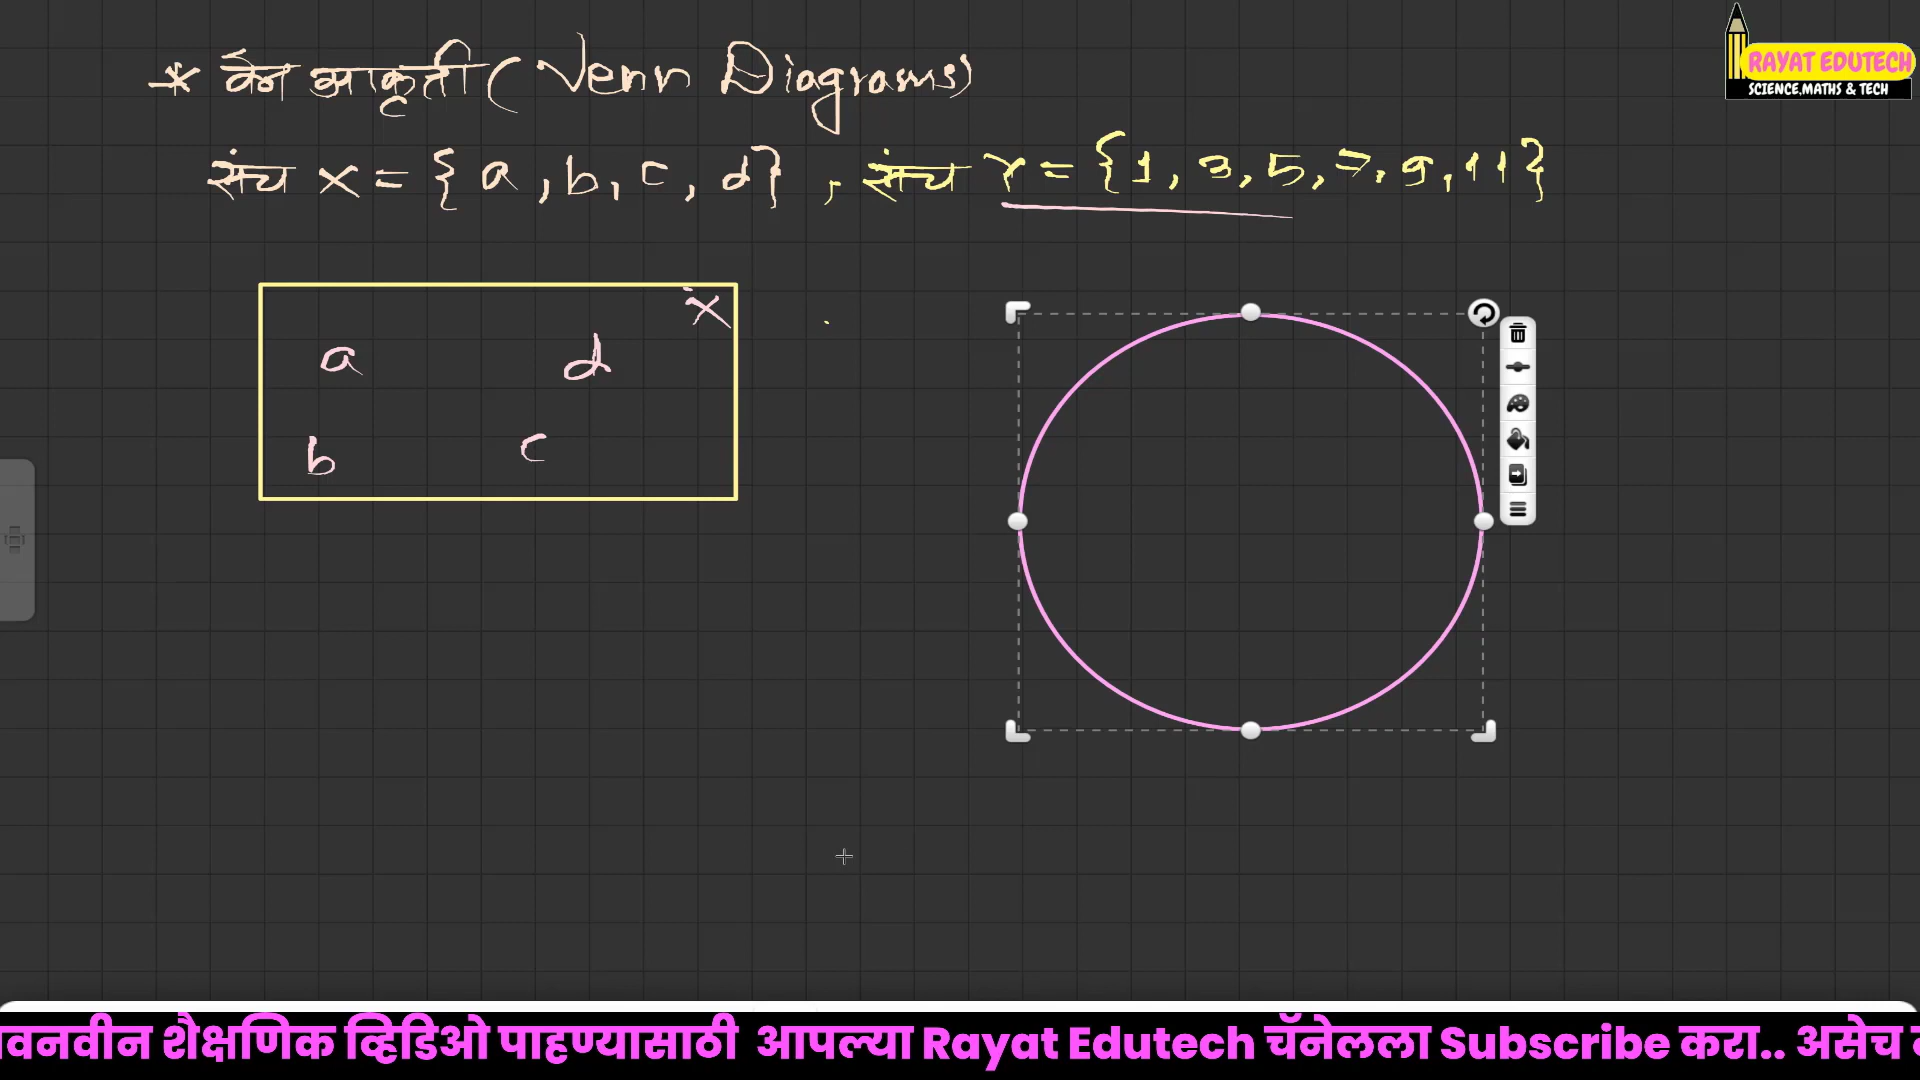 * वेन आकृती ( Venn Diagrams)
संच X = { a , b , c , d } , संच Y = { 1 , 3 , 5 , 7 , 9 , 11 }
X
a d
b c
RAYAT EDUTECH
SCIENCE,MATHS & TECH
वनवीन शैक्षणिक व्हिडिओ पाहण्यासाठी आपल्या Rayat Edutech चॅनेलला Subscribe करा.. असेच